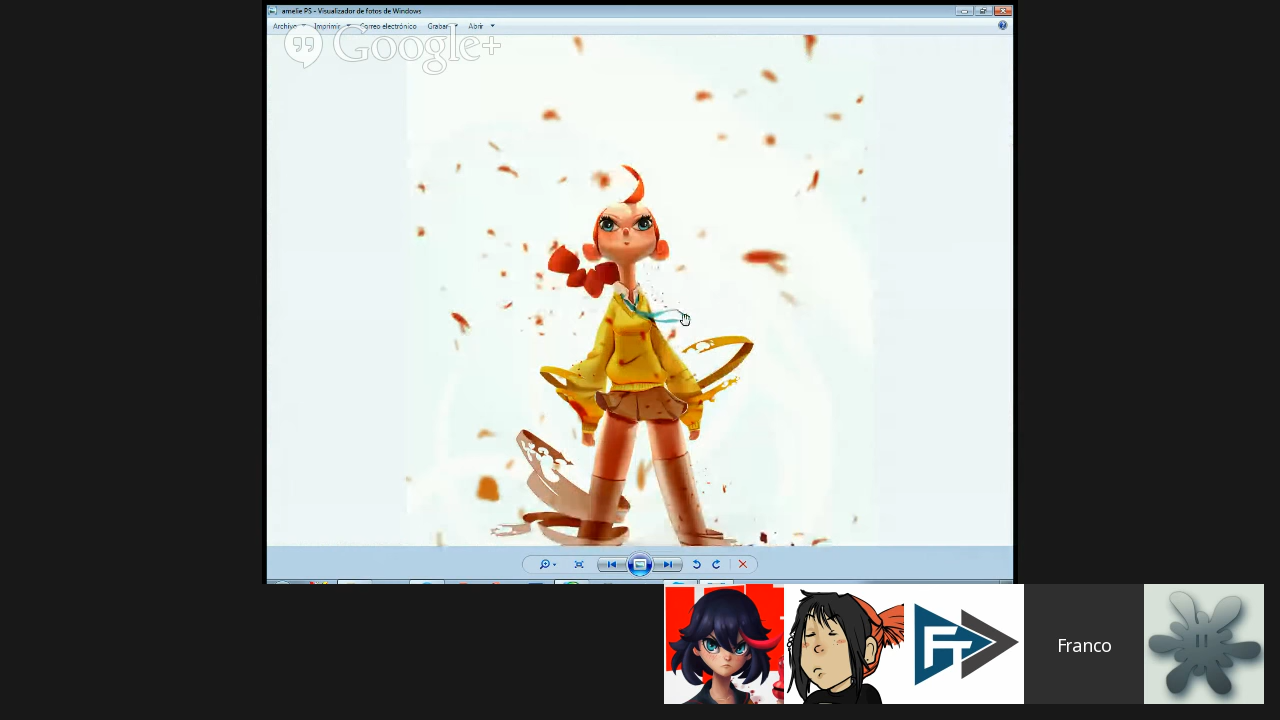 amelie PS - Visualizador de fotos de Windows
Archivo Imprimir Correo electrónico Grabar Abrir
Google+
Franco